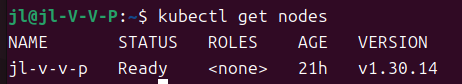 jl@jl-V-V-P:~$ kubectl get nodes
NAME STATUS ROLES AGE VERSION
jl-v-v-p Ready <none> 21h v1.30.14